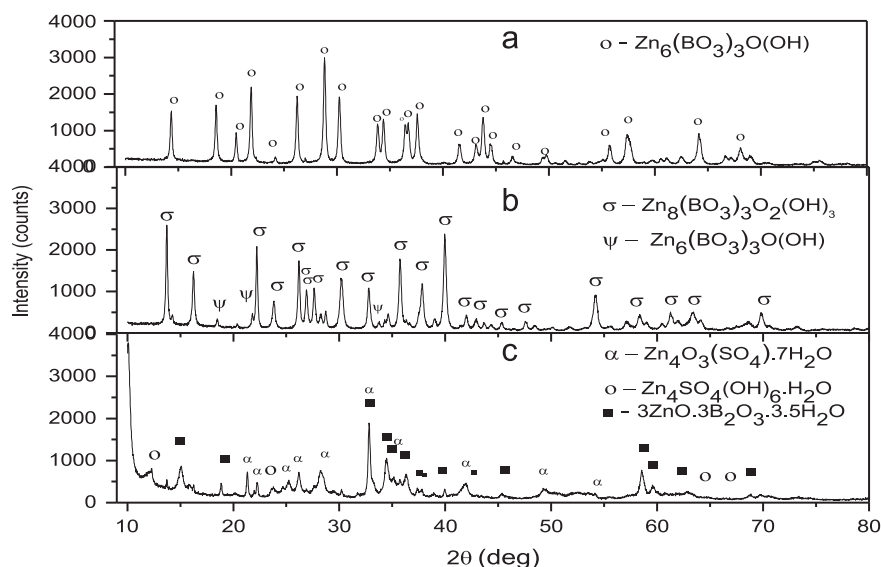 4000
a
o – Zn6(BO3)3O(OH)
3000
2000
1000
0
4000
b
σ – Zn8(BO3)3O2(OH)3
3000
ψ – Zn6(BO3)3O(OH)
2000
1000
0
4000
c
α – Zn4O3(SO4).7H2O
3000
o – Zn4SO4(OH)6.H2O
■ - 3ZnO.3B2O3.3.5H2O
2000
1000
0
10 20 30 40 50 60 70 80
2θ (deg)
Intensity (counts)